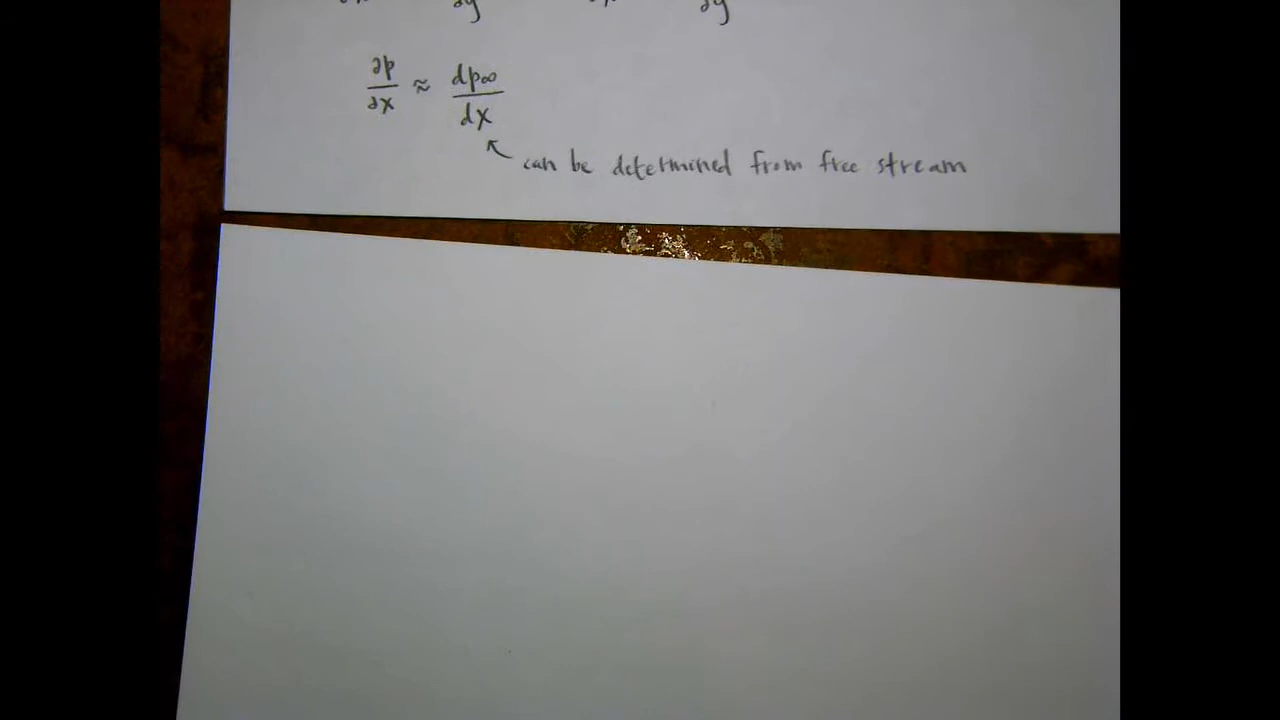 ∂y ∂y
∂p/∂x ≈ dp∞/dx
can be determined from free stream